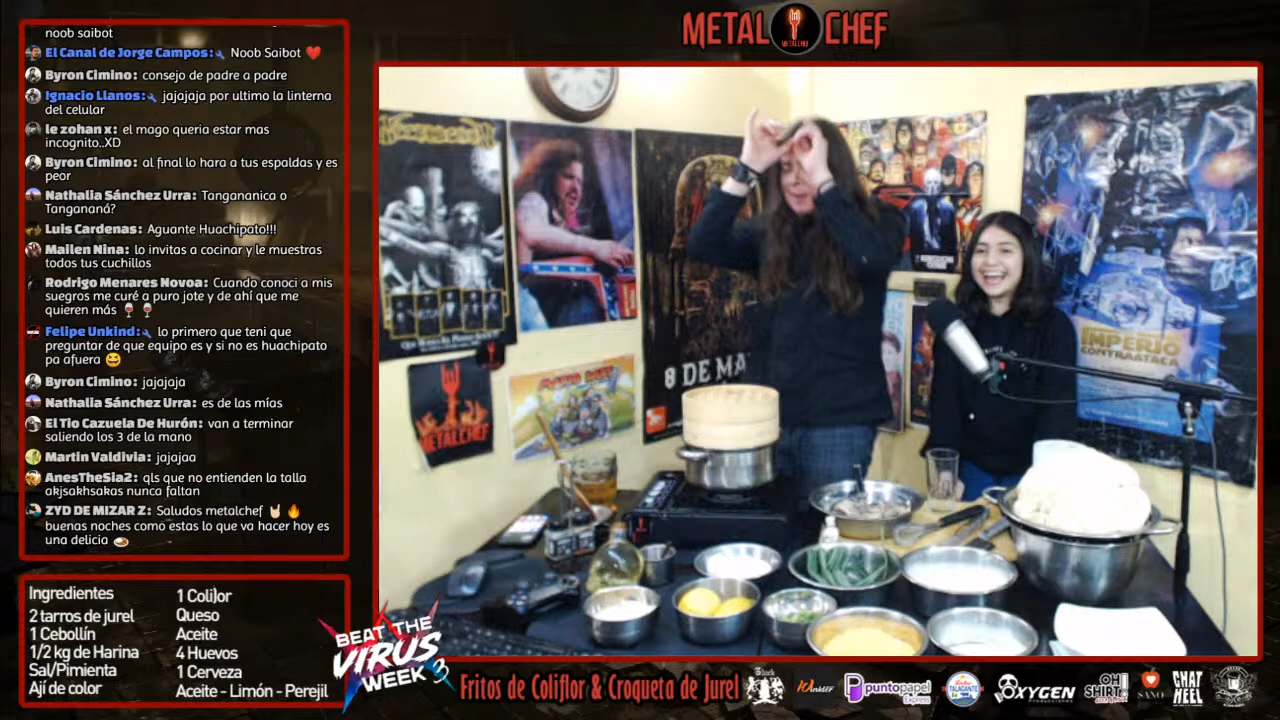 METAL CHEF
METALCHEF
noob saibot
El Canal de Jorge Campos: Noob Saibot ❤️
Byron Cimino: consejo de padre a padre
Ignacio Llanos: jajajaja por ultimo la linterna
del celular
le zohan x: el mago queria estar mas
incognito..XD
Byron Cimino: al final lo hara a tus espaldas y es
peor
Nathalia Sánchez Urra: Tangananica o
Tangananá?
Luis Cardenas: Aguante Huachipato!!!
Mailen Nina: lo invitas a cocinar y le muestras
todos tus cuchillos
Rodrigo Menares Novoa: Cuando conoci a mis
suegros me curé a puro jote y de ahí que me
quieren más 🍷🍷
Felipe Unkind: lo primero que teni que
preguntar de que equipo es y si no es huachipato
pa afuera 😆
Byron Cimino: jajajaja
Nathalia Sánchez Urra: es de las mías
El Tio Cazuela De Hurón: van a terminar
saliendo los 3 de la mano
Martin Valdivia: jajajaa
AnesTheSia2: qls que no entienden la talla
akjsakhsakas nunca faltan
ZYD DE MIZAR Z: Saludos metalchef 🤘🔥
buenas noches como estas lo que va hacer hoy es
una delicia 🍛
8 DE MA
METALCHEF
IMPERIO
CONTRAATACA
Ingredientes
2 tarros de jurel
1 Cebollín
1/2 kg de Harina
Sal/Pimienta
Ají de color
1 Coliflor
Queso
Aceite
4 Huevos
1 Cerveza
Aceite - Limón - Perejil
BEAT THE
VIRUS
WEEK 3
Fritos de Coliflor & Croqueta de Jurel
Winkler
puntopapel
Express
TALAGANTE
OXYGEN
OH
SHIRT!
SANO
CHAT
HEEL